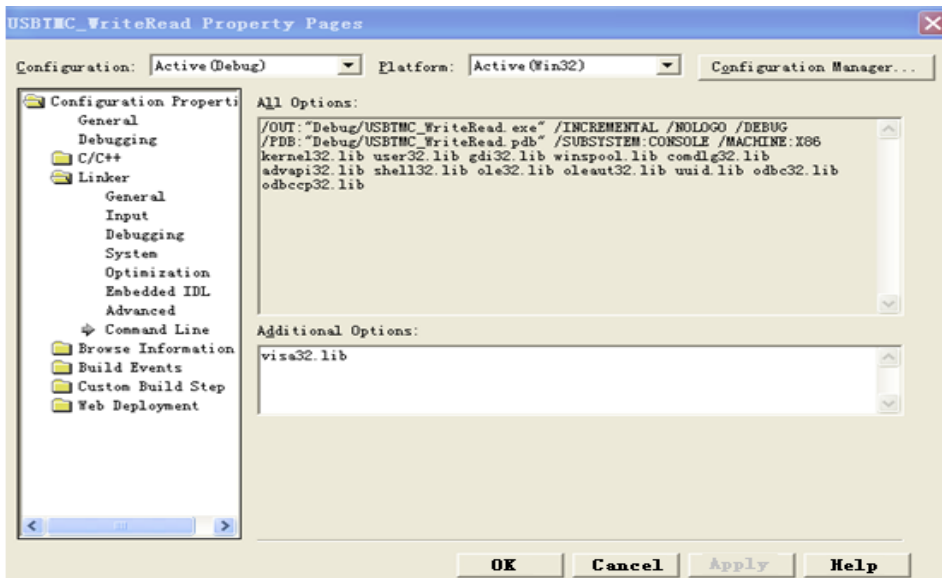 USBTMC_WriteRead Property Pages
Configuration: Active(Debug) Platform: Active(Win32) Configuration Manager...
Configuration Properti
General
Debugging
C/C++
Linker
General
Input
Debugging
System
Optimization
Embedded IDL
Advanced
Command Line
Browse Information
Build Events
Custom Build Step
Web Deployment
All Options:
/OUT:"Debug/USBTMC_WriteRead.exe" /INCREMENTAL /NOLOGO /DEBUG
/PDB:"Debug/USBTMC_WriteRead.pdb" /SUBSYSTEM:CONSOLE /MACHINE:X86
kernel32.lib user32.lib gdi32.lib winspool.lib comdlg32.lib
advapi32.lib shell32.lib ole32.lib oleaut32.lib uuid.lib odbc32.lib
odbccp32.lib
Additional Options:
visa32.lib
OK Cancel Apply Help